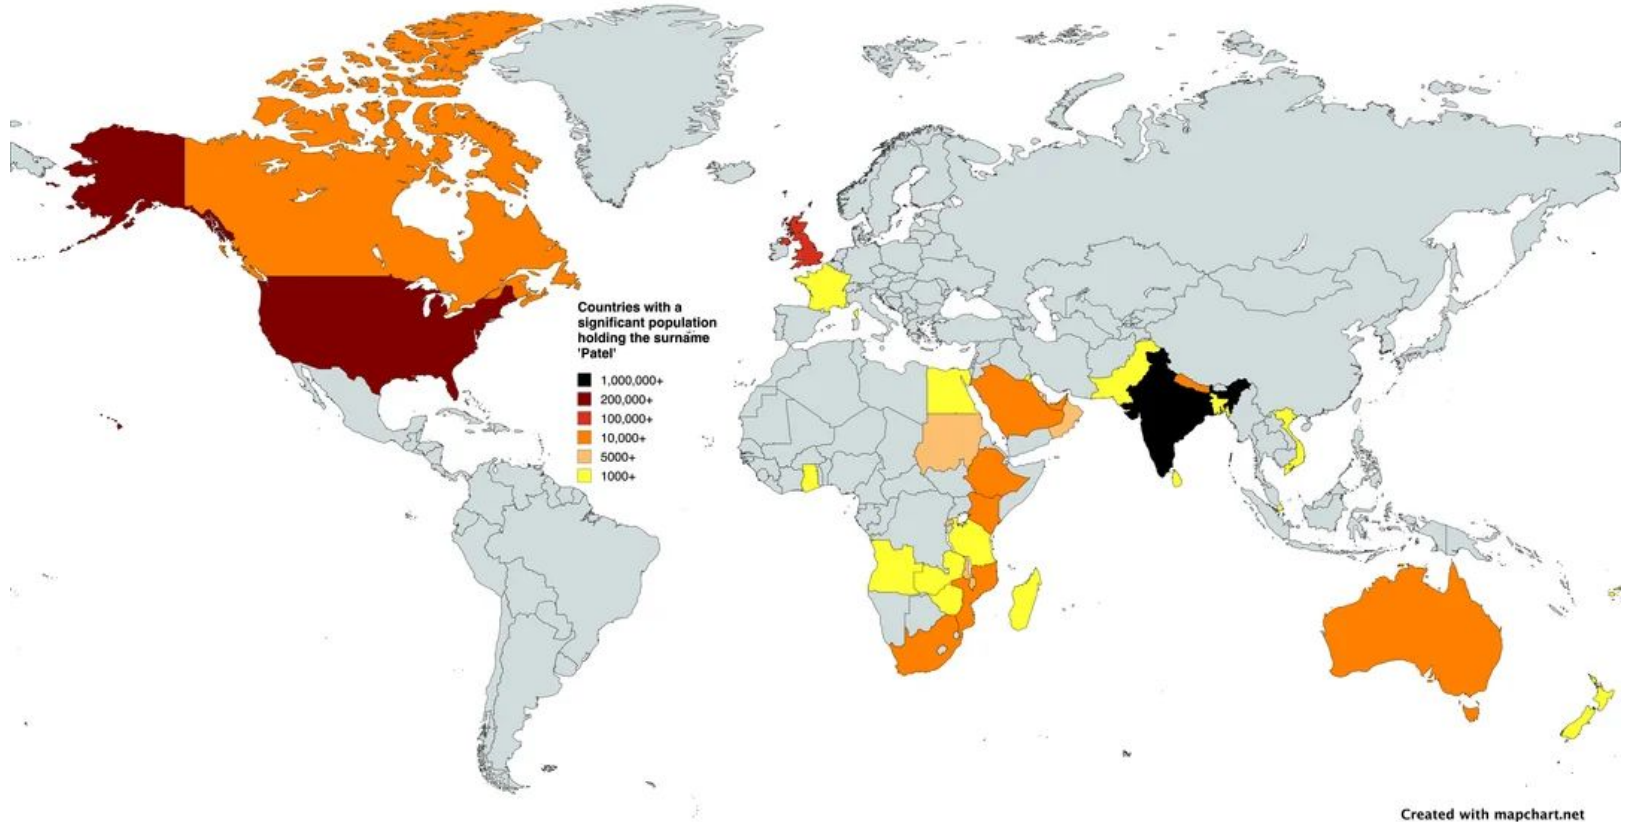 Countries with a
significant population
holding the surname
'Patel'
1,000,000+
200,000+
100,000+
10,000+
5000+
1000+
Created with mapchart.net